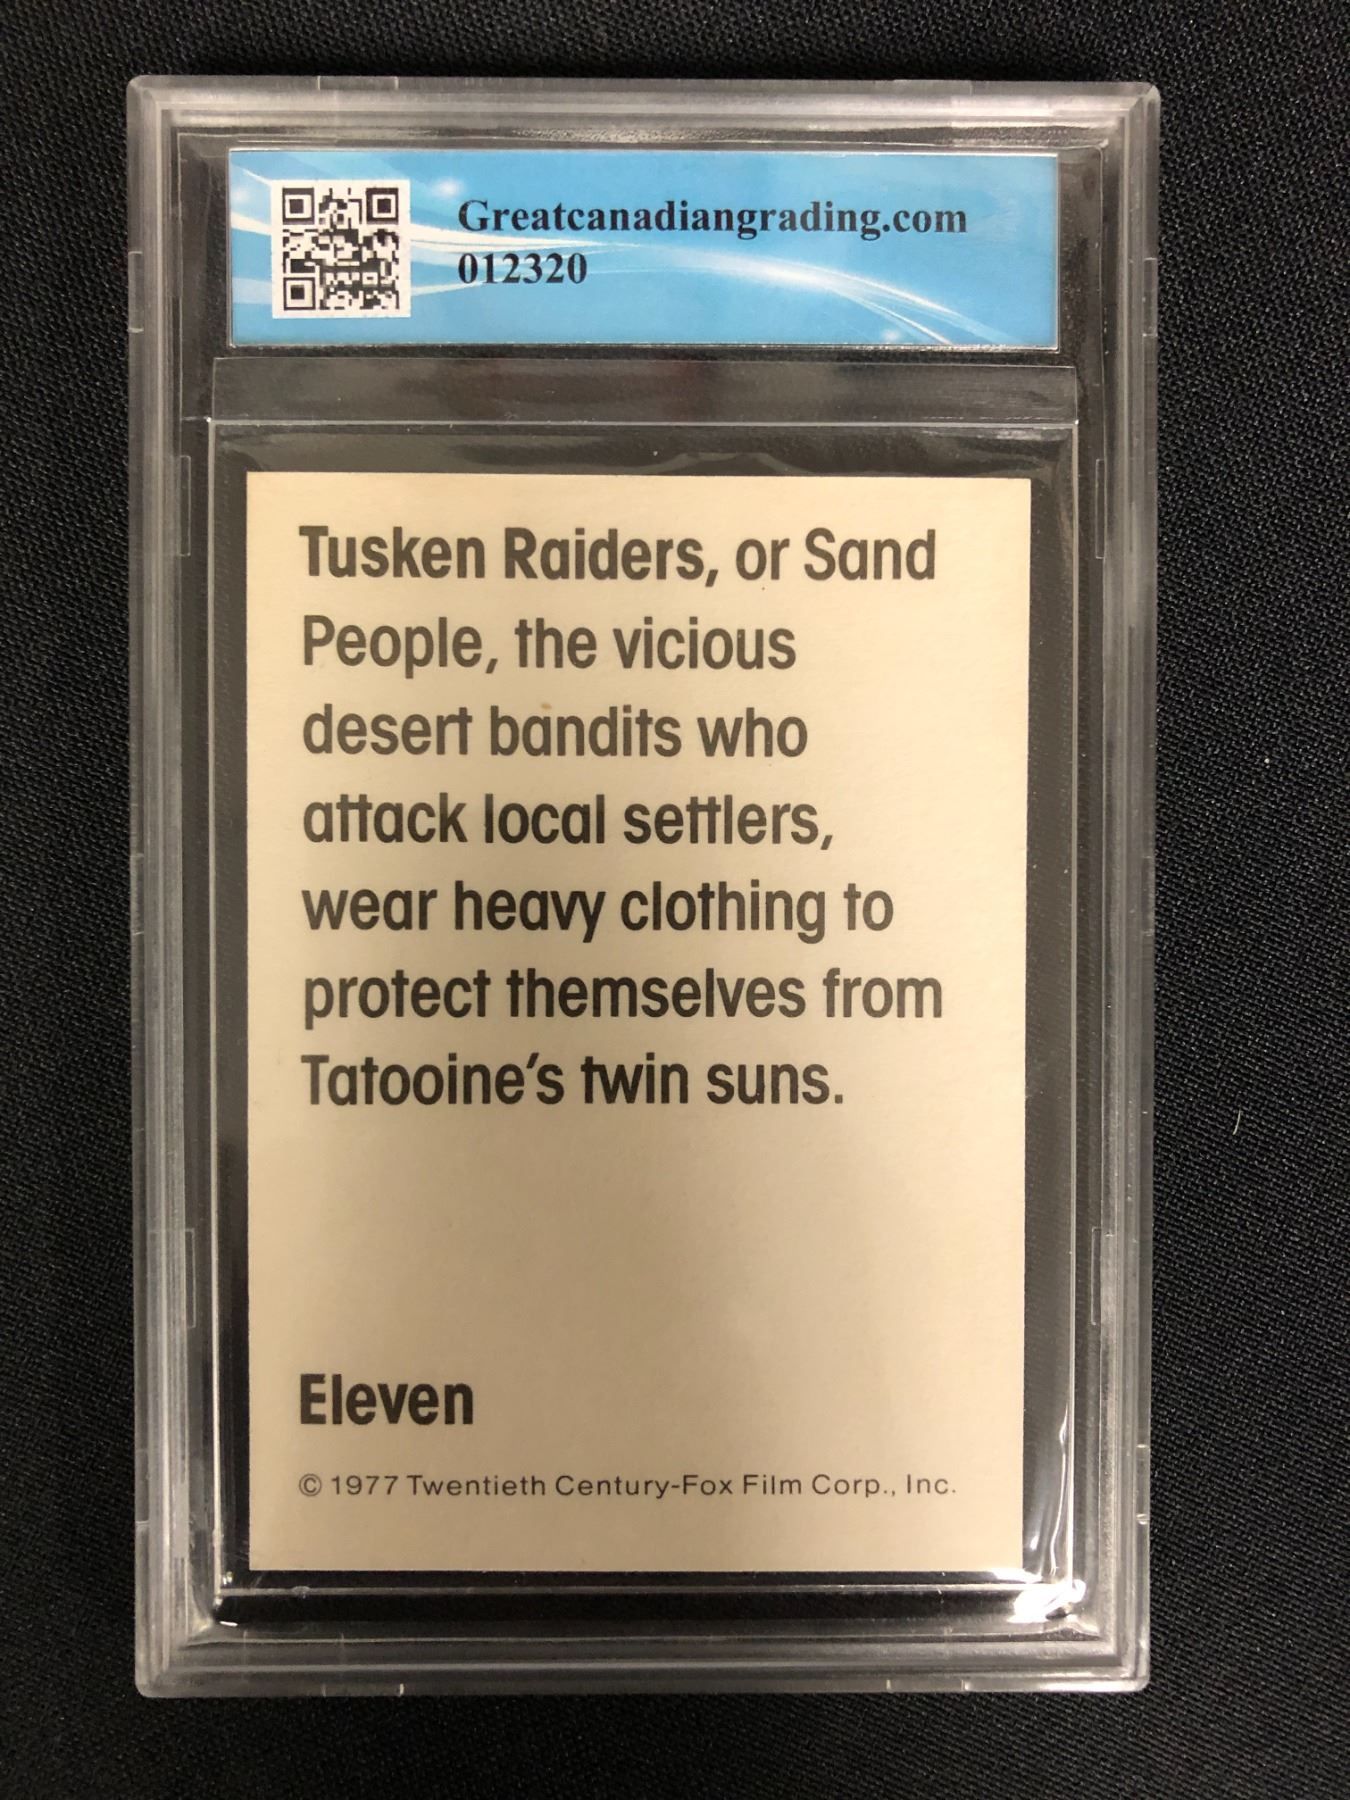 Greatcanadiangrading.com
012320
Tusken Raiders, or Sand
People, the vicious
desert bandits who
attack local settlers,
wear heavy clothing to
protect themselves from
Tatooine's twin suns.
Eleven
© 1977 Twentieth Century-Fox Film Corp., Inc.